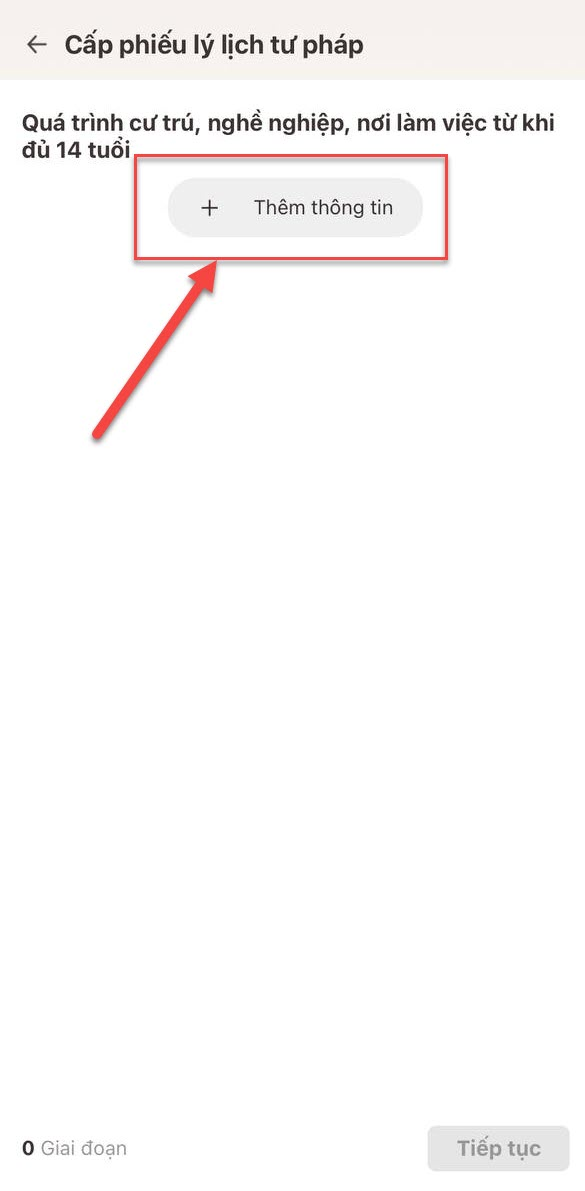 Cấp phiếu lý lịch tư pháp
Quá trình cư trú, nghề nghiệp, nơi làm việc từ khi
đủ 14 tuổi
Thêm thông tin
0 Giai đoạn
Tiếp tục